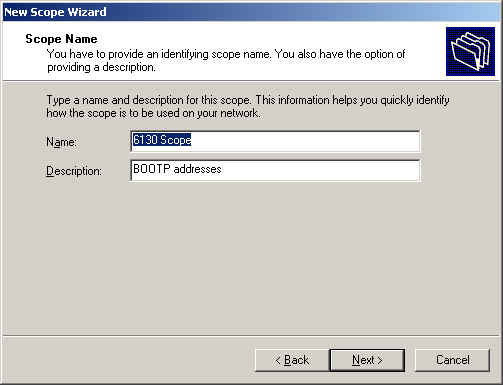 New Scope Wizard
Scope Name
You have to provide an identifying scope name. You also have the option of
providing a description.
Type a name and description for this scope. This information helps you quickly identify
how the scope is to be used on your network.
Name: 6130 Scope
Description: BOOTP addresses
< Back Next > Cancel